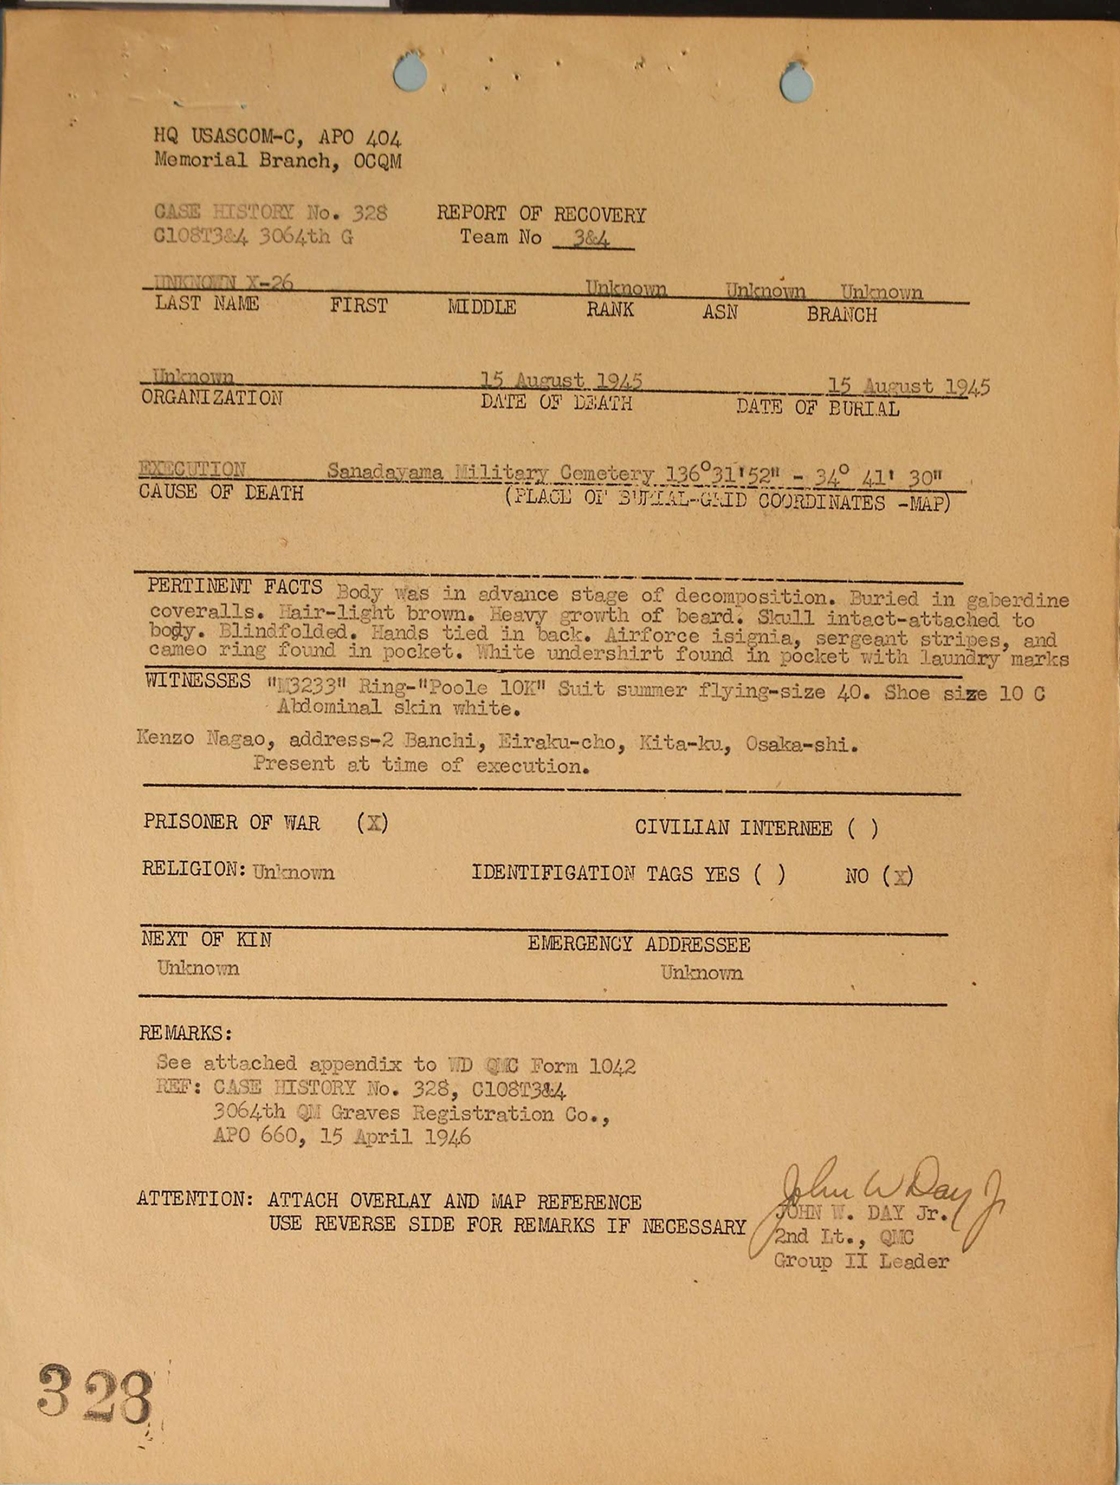 HQ USASCOM-C, APO 404
Memorial Branch, OCQM
CASE HISTORY No. 328 REPORT OF RECOVERY
C108T3&4 3064th G Team No 3&4
UNKNOWN X-26 Unknown Unknown Unknown
LAST NAME FIRST MIDDLE RANK ASN BRANCH
Unknown 15 August 1945 15 August 1945
ORGANIZATION DATE OF DEATH DATE OF BURIAL
EXECUTION Sanadayama Military Cemetery 136°31'52" - 34° 41' 30"
CAUSE OF DEATH (PLACE OF BURIAL-GRID COORDINATES -MAP)
PERTINENT FACTS Body was in advance stage of decomposition. Buried in gaberdine
coveralls. Hair-light brown. Heavy growth of beard. Skull intact-attached to
body. Blindfolded. Hands tied in back. Airforce isignia, sergeant stripes, and
cameo ring found in pocket. White undershirt found in pocket with laundry marks
WITNESSES "M3233" Ring-"Poole 10K" Suit summer flying-size 40. Shoe size 10 C
Abdominal skin white.
Kenzo Nagao, address-2 Banchi, Eiraku-cho, Kita-ku, Osaka-shi.
Present at time of execution.
PRISONER OF WAR (X) CIVILIAN INTERNEE ( )
RELIGION: Unknown IDENTIFIGATION TAGS YES ( ) NO (x)
NEXT OF KIN EMERGENCY ADDRESSEE
Unknown Unknown
REMARKS:
See attached appendix to WD QMC Form 1042
REF: CASE HISTORY No. 328, C108T3&4
3064th QM Graves Registration Co.,
APO 660, 15 April 1946
John W Day Jr
ATTENTION: ATTACH OVERLAY AND MAP REFERENCE JOHN W. DAY Jr.
USE REVERSE SIDE FOR REMARKS IF NECESSARY 2nd Lt., QMC
Group II Leader
328